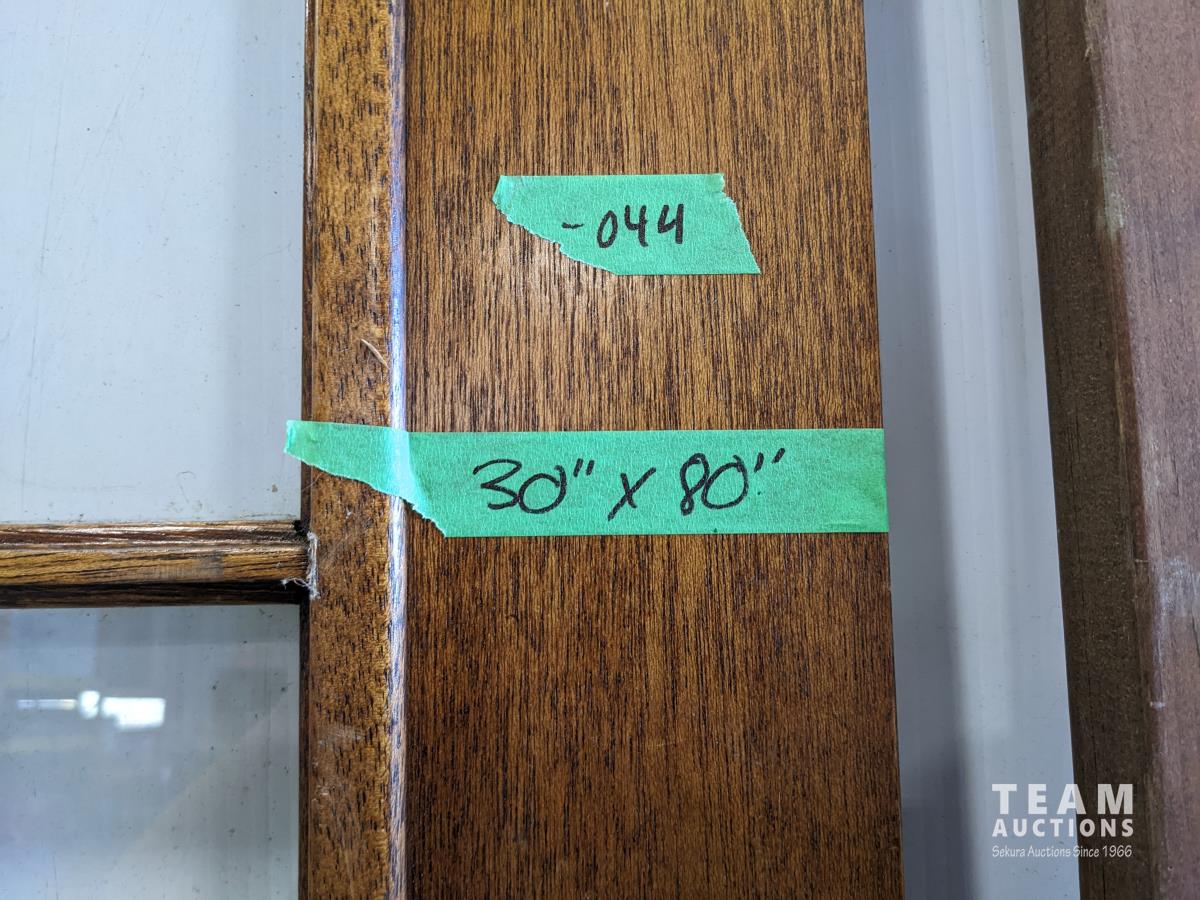 -044
30" x 80"
TEAM
AUCTIONS
Sekura Auctions Since 1966